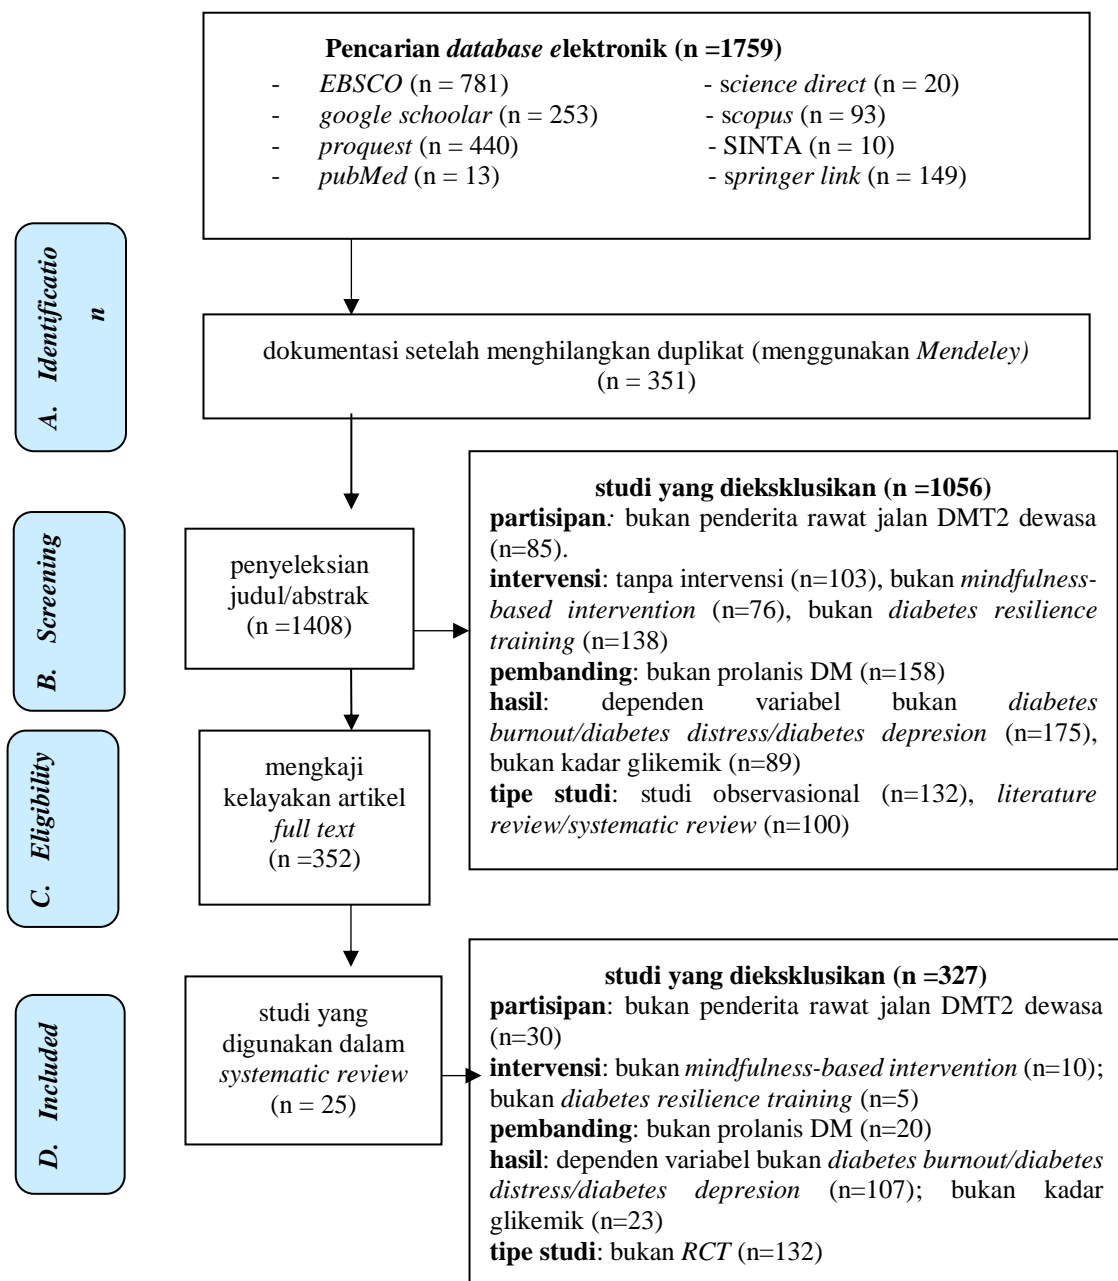 Pencarian database elektronik (n =1759)
- EBSCO (n = 781)
- google schoolar (n = 253)
- proquest (n = 440)
- pubMed (n = 13)
- science direct (n = 20)
- scopus (n = 93)
- SINTA (n = 10)
- springer link (n = 149)
A. Identificatio
n
dokumentasi setelah menghilangkan duplikat (menggunakan Mendeley)
(n = 351)
B. Screening
penyeleksian
judul/abstrak
(n =1408)
studi yang dieksklusikan (n =1056)
partisipan: bukan penderita rawat jalan DMT2 dewasa
(n=85).
intervensi: tanpa intervensi (n=103), bukan mindfulness-
based intervention (n=76), bukan diabetes resilience
training (n=138)
pembanding: bukan prolanis DM (n=158)
hasil: dependen variabel bukan diabetes
burnout/diabetes distress/diabetes depresion (n=175),
bukan kadar glikemik (n=89)
tipe studi: studi observasional (n=132), literature
review/systematic review (n=100)
C. Eligibility
mengkaji
kelayakan artikel
full text
(n =352)
D. Included
studi yang
digunakan dalam
systematic review
(n = 25)
studi yang dieksklusikan (n =327)
partisipan: bukan penderita rawat jalan DMT2 dewasa
(n=30)
intervensi: bukan mindfulness-based intervention (n=10);
bukan diabetes resilience training (n=5)
pembanding: bukan prolanis DM (n=20)
hasil: dependen variabel bukan diabetes burnout/diabetes
distress/diabetes depresion (n=107); bukan kadar
glikemik (n=23)
tipe studi: bukan RCT (n=132)